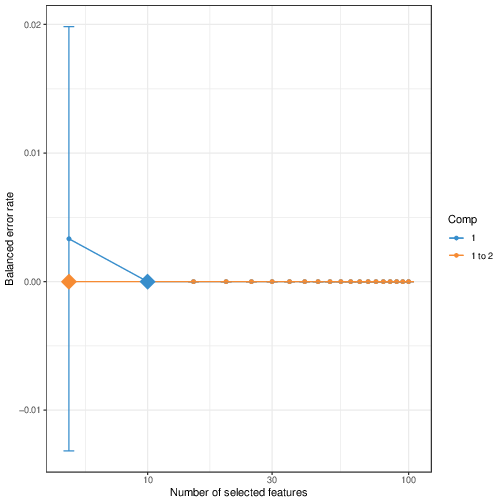 Balanced error rate
0.02
0.01
0.00
−0.01
10
30
100
Number of selected features
Comp
1
1 to 2